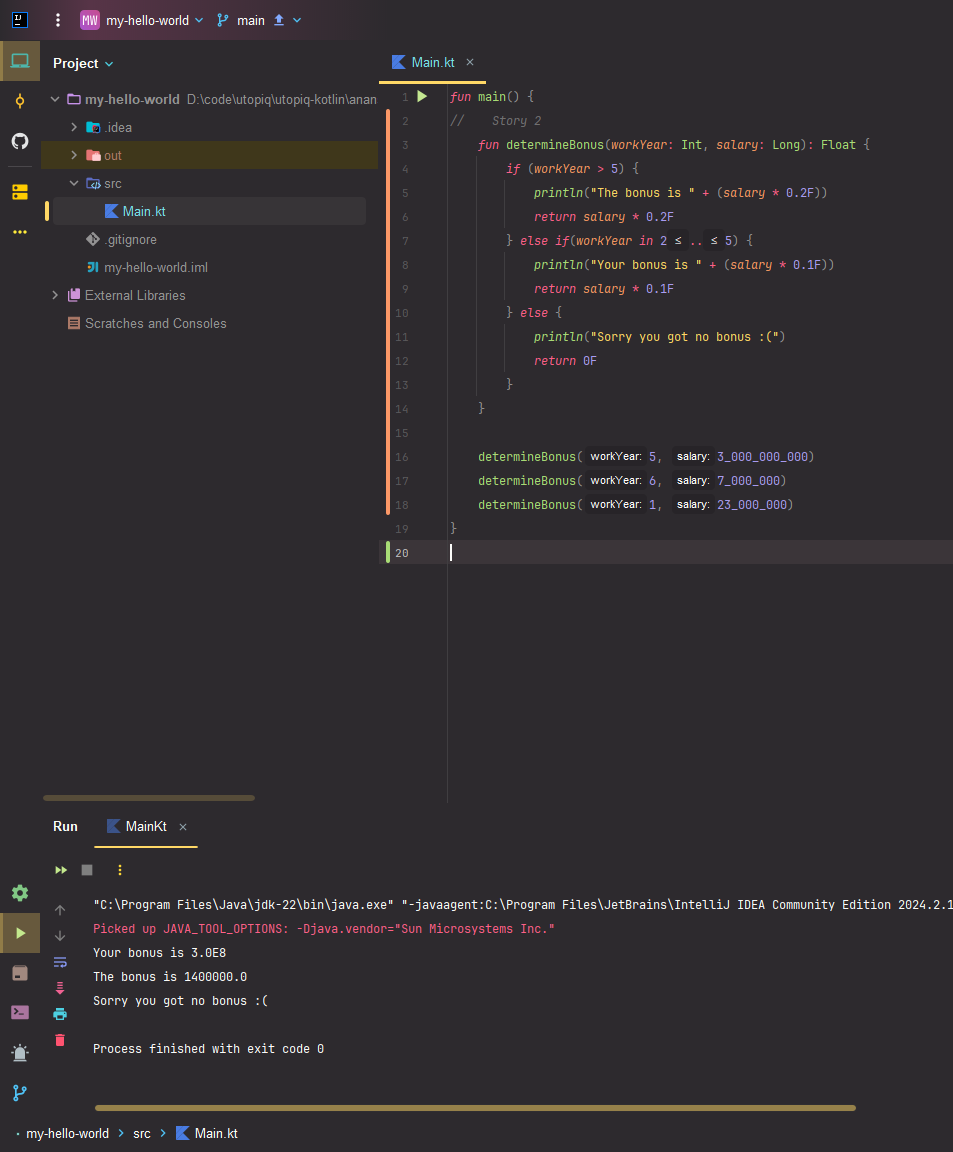 MW my-hello-world main
Project
my-hello-world D:\code\utopiq\utopiq-kotlin\anan
.idea
out
src
Main.kt
.gitignore
my-hello-world.iml
External Libraries
Scratches and Consoles
Main.kt
1 fun main() {
2 // Story 2
3 fun determineBonus(workYear: Int, salary: Long): Float {
4 if (workYear > 5) {
5 println("The bonus is " + (salary * 0.2F))
6 return salary * 0.2F
7 } else if(workYear in 2 ≤ .. ≤ 5) {
8 println("Your bonus is " + (salary * 0.1F))
9 return salary * 0.1F
10 } else {
11 println("Sorry you got no bonus :(")
12 return 0F
13 }
14 }
15
16 determineBonus( workYear: 5, salary: 3_000_000_000)
17 determineBonus( workYear: 6, salary: 7_000_000)
18 determineBonus( workYear: 1, salary: 23_000_000)
19 }
20
Run MainKt
"C:\Program Files\Java\jdk-22\bin\java.exe" "-javaagent:C:\Program Files\JetBrains\IntelliJ IDEA Community Edition 2024.2.1
Picked up JAVA_TOOL_OPTIONS: -Djava.vendor="Sun Microsystems Inc."
Your bonus is 3.0E8
The bonus is 1400000.0
Sorry you got no bonus :(
Process finished with exit code 0
my-hello-world > src > Main.kt